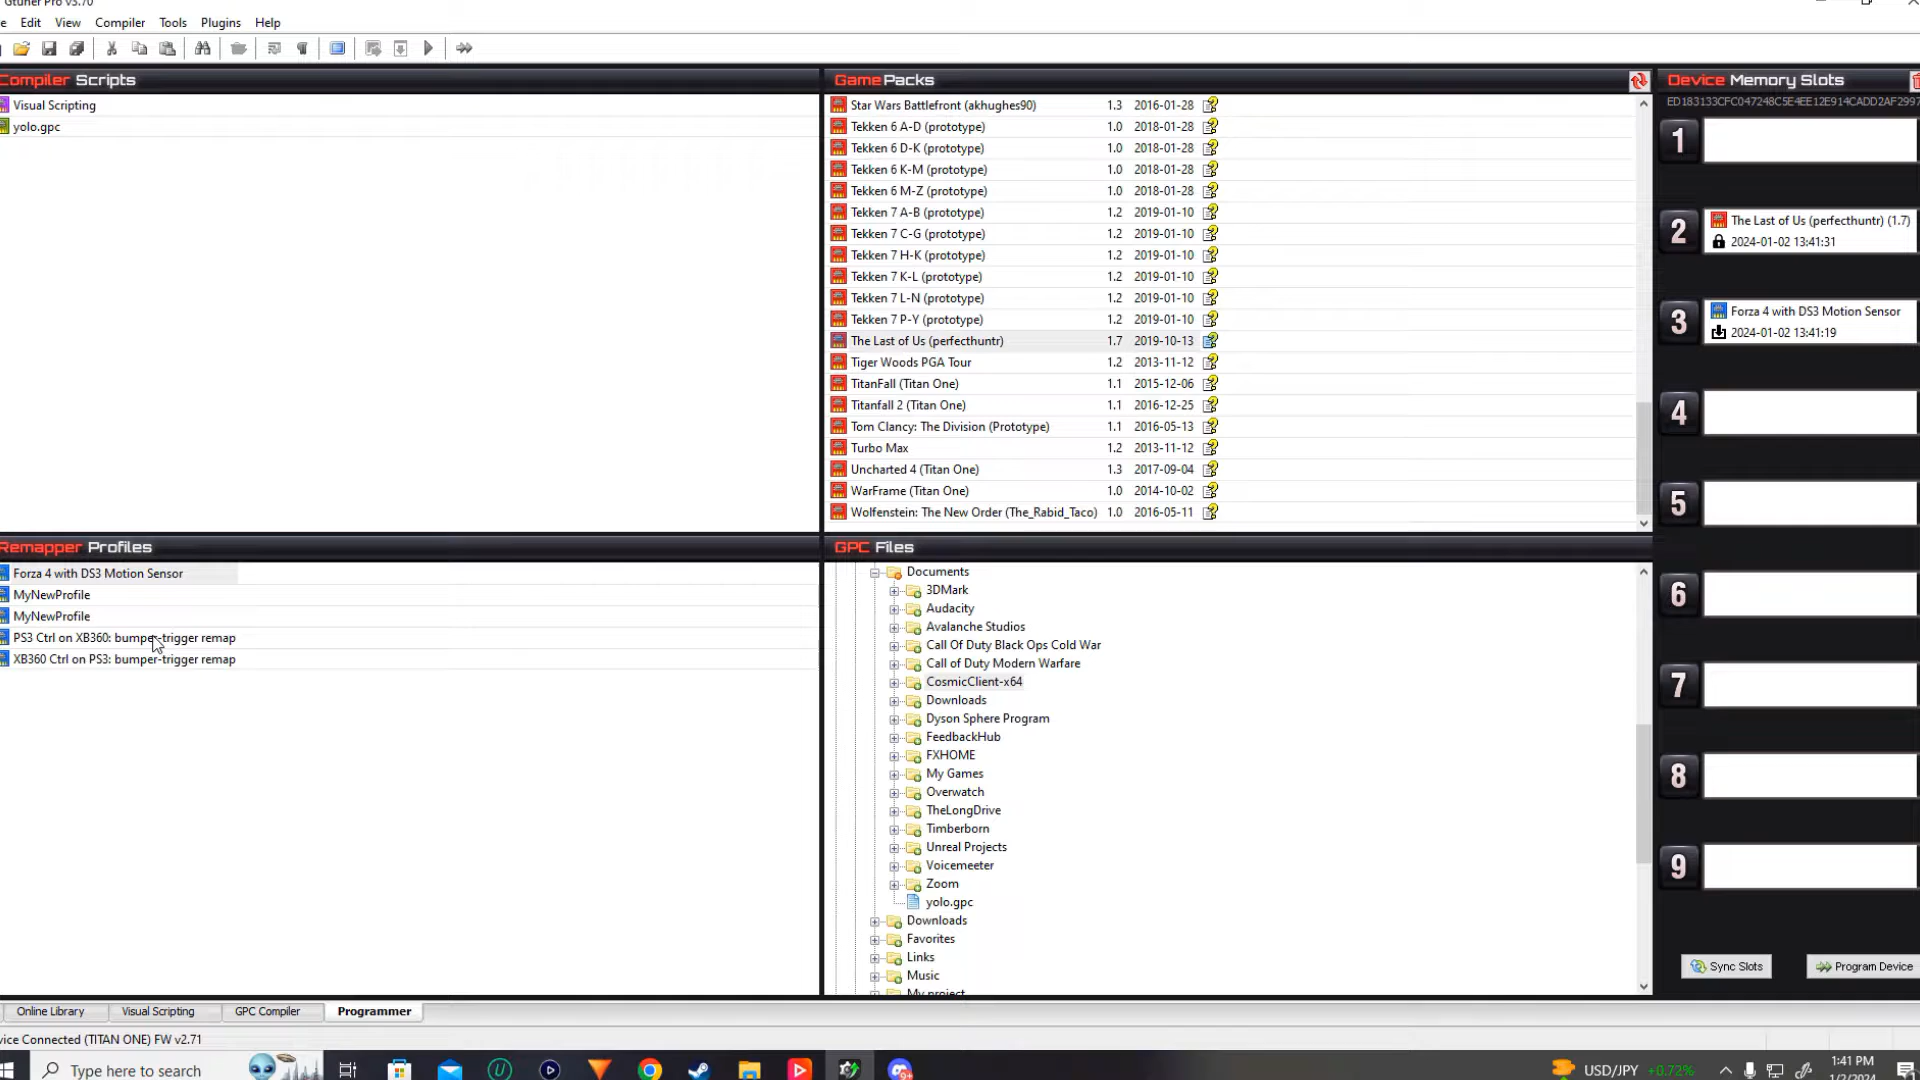 Gtuner Pro v3.70
Edit View Compiler Tools Plugins Help
Compiler Scripts
Visual Scripting
yolo.gpc
GamePacks
Star Wars Battlefront (akhughes90) 1.3 2016-01-28
Tekken 6 A-D (prototype) 1.0 2018-01-28
Tekken 6 D-K (prototype) 1.0 2018-01-28
Tekken 6 K-M (prototype) 1.0 2018-01-28
Tekken 6 M-Z (prototype) 1.0 2018-01-28
Tekken 7 A-B (prototype) 1.2 2019-01-10
Tekken 7 C-G (prototype) 1.2 2019-01-10
Tekken 7 H-K (prototype) 1.2 2019-01-10
Tekken 7 K-L (prototype) 1.2 2019-01-10
Tekken 7 L-N (prototype) 1.2 2019-01-10
Tekken 7 P-Y (prototype) 1.2 2019-01-10
The Last of Us (perfecthuntr) 1.7 2019-10-13
Tiger Woods PGA Tour 1.2 2013-11-12
TitanFall (Titan One) 1.1 2015-12-06
Titanfall 2 (Titan One) 1.1 2016-12-25
Tom Clancy: The Division (Prototype) 1.1 2016-05-13
Turbo Max 1.2 2013-11-12
Uncharted 4 (Titan One) 1.3 2017-09-04
WarFrame (Titan One) 1.0 2014-10-02
Wolfenstein: The New Order (The_Rabid_Taco) 1.0 2016-05-11
Device Memory Slots
ED183133CFC047248C5E4EE12E914CADD2AF2997
1
2 The Last of Us (perfecthuntr) (1.7)
2024-01-02 13:41:31
3 Forza 4 with DS3 Motion Sensor
2024-01-02 13:41:19
4
5
6
7
8
9
Sync Slots Program Device
Remapper Profiles
Forza 4 with DS3 Motion Sensor
MyNewProfile
MyNewProfile
PS3 Ctrl on XB360: bumper-trigger remap
XB360 Ctrl on PS3: bumper-trigger remap
GPC Files
Documents
3DMark
Audacity
Avalanche Studios
Call Of Duty Black Ops Cold War
Call of Duty Modern Warfare
CosmicClient-x64
Downloads
Dyson Sphere Program
FeedbackHub
FXHOME
My Games
Overwatch
TheLongDrive
Timberborn
Unreal Projects
Voicemeeter
Zoom
yolo.gpc
Downloads
Favorites
Links
Music
My project
Online Library Visual Scripting GPC Compiler Programmer
vice Connected (TITAN ONE) FW v2.71
Type here to search
USD/JPY +0.72%
1:41 PM
1/2/2024